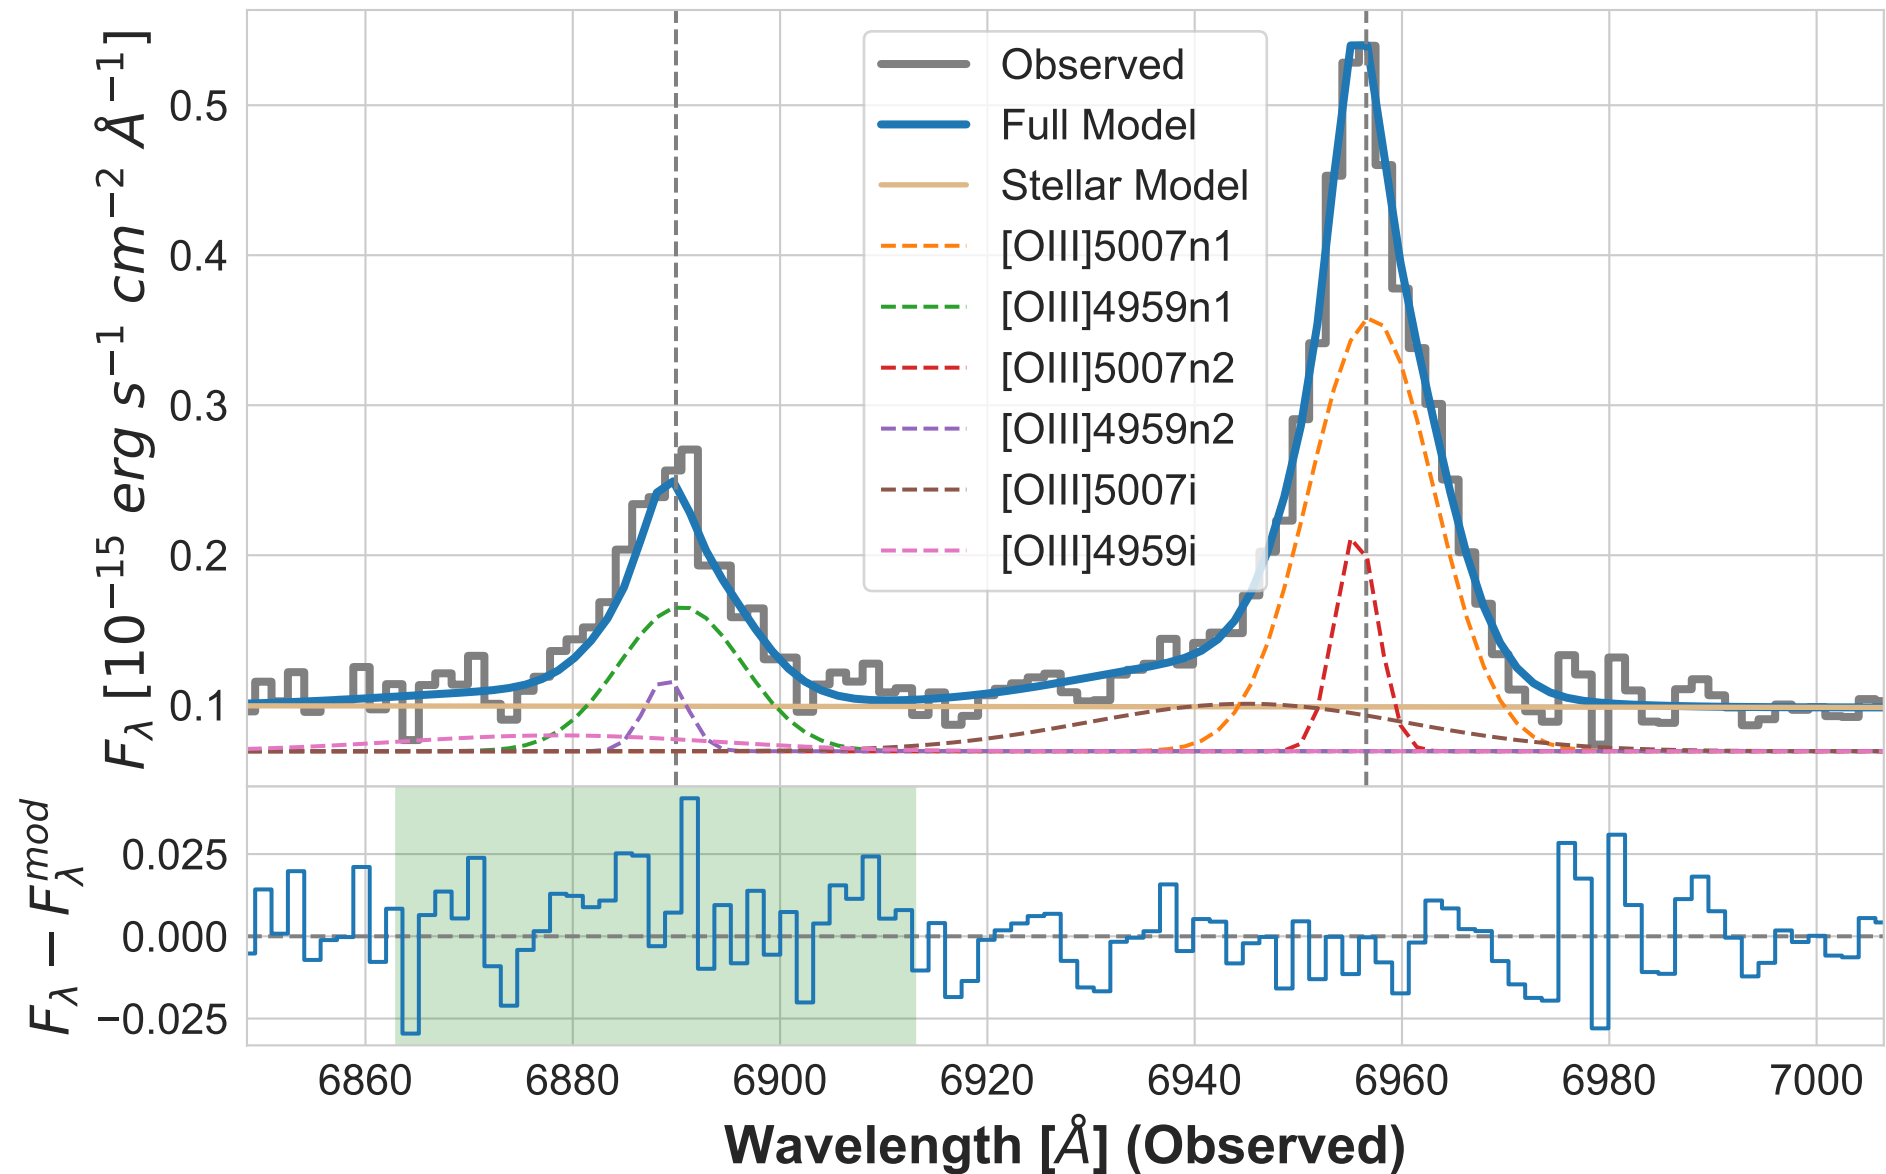 F_λ [10⁻¹⁵ erg s⁻¹ cm⁻² Å⁻¹]
0.5
0.4
0.3
0.2
0.1
Observed
Full Model
Stellar Model
[OIII]5007n1
[OIII]4959n1
[OIII]5007n2
[OIII]4959n2
[OIII]5007i
[OIII]4959i
F_λ − F_λ^mod
0.025
0.000
−0.025
6860 6880 6900 6920 6940 6960 6980 7000
Wavelength [Å] (Observed)